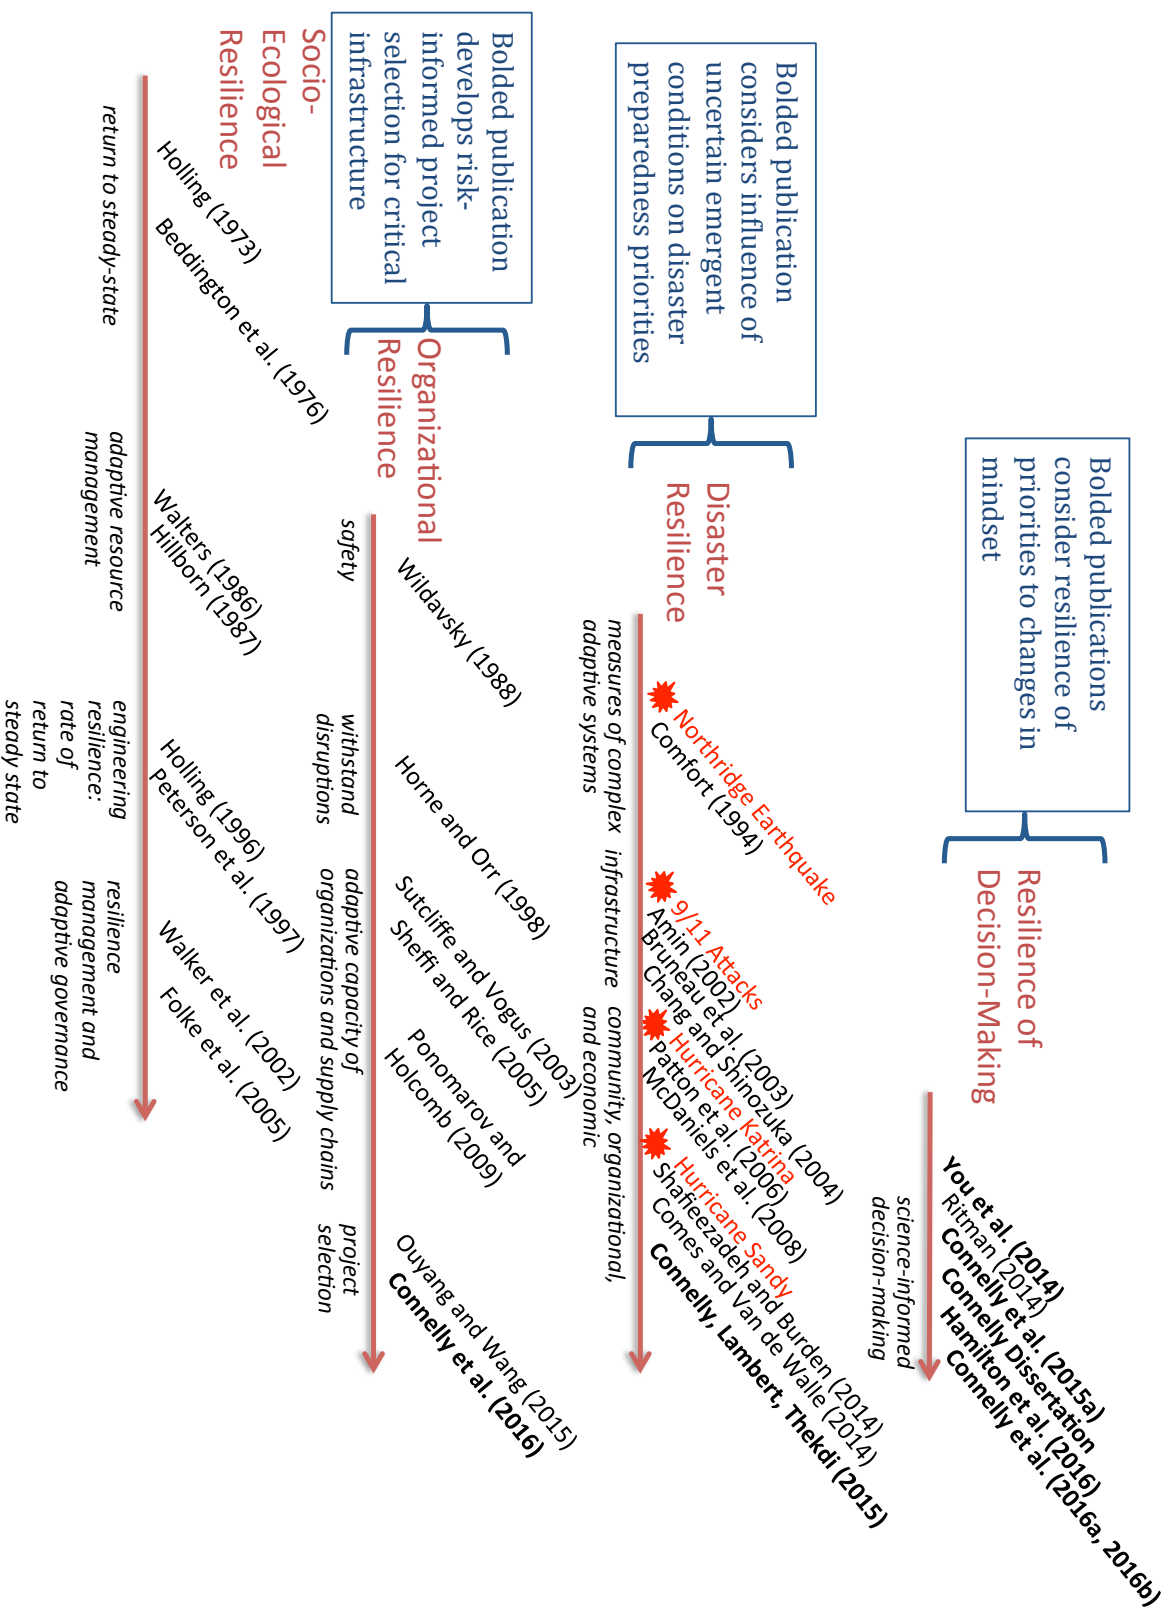 Bolded publications
consider resilience of
priorities to changes in
mindset
Resilience of
Decision-Making
You et al. (2014)
Ritman (2014)
Connelly et al. (2015a)
Connelly Dissertation
Hamilton et al. (2016)
Connelly et al. (2016a, 2016b)
science-informed
decision-making
Bolded publication
considers influence of
uncertain emergent
conditions on disaster
preparedness priorities
Disaster
Resilience
Northridge Earthquake
Comfort (1994)
9/11 Attacks
Amin (2002)
Bruneau et al. (2003)
Chang and Shinozuka (2004)
Hurricane Katrina
Patton et al. (2006)
McDaniels et al. (2008)
Hurricane Sandy
Shafieezadeh and Burden (2014)
Comes and Van de Walle (2014)
Connelly, Lambert, Thekdi (2015)
measures of complex
adaptive systems
infrastructure
community, organizational,
and economic
Bolded publication
develops risk-
informed project
selection for critical
infrastructure
Organizational
Resilience
Wildavsky (1988)
Horne and Orr (1998)
Sutcliffe and Vogus (2003)
Sheffi and Rice (2005)
Ponomarov and
Holcomb (2009)
Ouyang and Wang (2015)
Connelly et al. (2016)
safety
withstand
disruptions
adaptive capacity of
organizations and supply chains
project
selection
Socio-
Ecological
Resilience
Holling (1973)
Beddington et al. (1976)
Walters (1986)
Hillborn (1987)
Holling (1996)
Peterson et al. (1997)
Walker et al. (2002)
Folke et al. (2005)
return to steady-state
adaptive resource
management
engineering
resilience:
rate of
return to
steady state
resilience
management and
adaptive governance